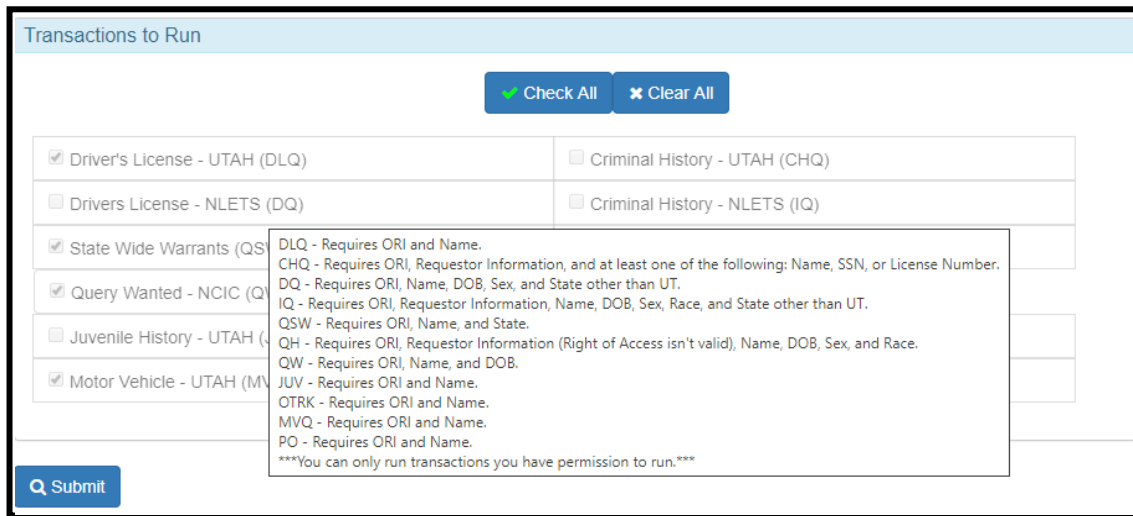 Transactions to Run
Check All
Clear All
Driver's License - UTAH (DLQ)
Criminal History - UTAH (CHQ)
Drivers License - NLETS (DQ)
Criminal History - NLETS (IQ)
State Wide Warrants (QSW
Query Wanted - NCIC (QW
Juvenile History - UTAH (J
Motor Vehicle - UTAH (MV
DLQ - Requires ORI and Name.
CHQ - Requires ORI, Requestor Information, and at least one of the following: Name, SSN, or License Number.
DQ - Requires ORI, Name, DOB, Sex, and State other than UT.
IQ - Requires ORI, Requestor Information, Name, DOB, Sex, Race, and State other than UT.
QSW - Requires ORI, Name, and State.
QH - Requires ORI, Requestor Information (Right of Access isn't valid), Name, DOB, Sex, and Race.
QW - Requires ORI, Name, and DOB.
JUV - Requires ORI and Name.
OTRK - Requires ORI and Name.
MVQ - Requires ORI and Name.
PO - Requires ORI and Name.
***You can only run transactions you have permission to run.***
Submit